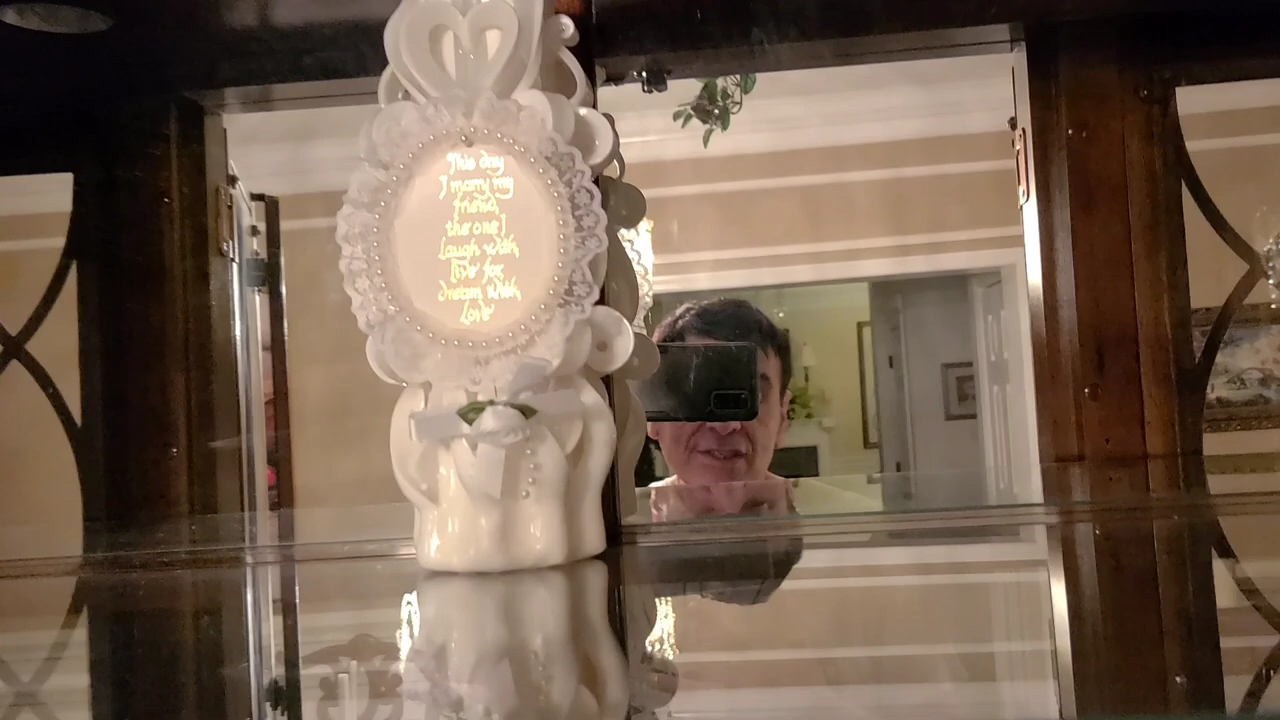 This day
I marry my
friend,
the one I
laugh with,
live for
dream with,
Love